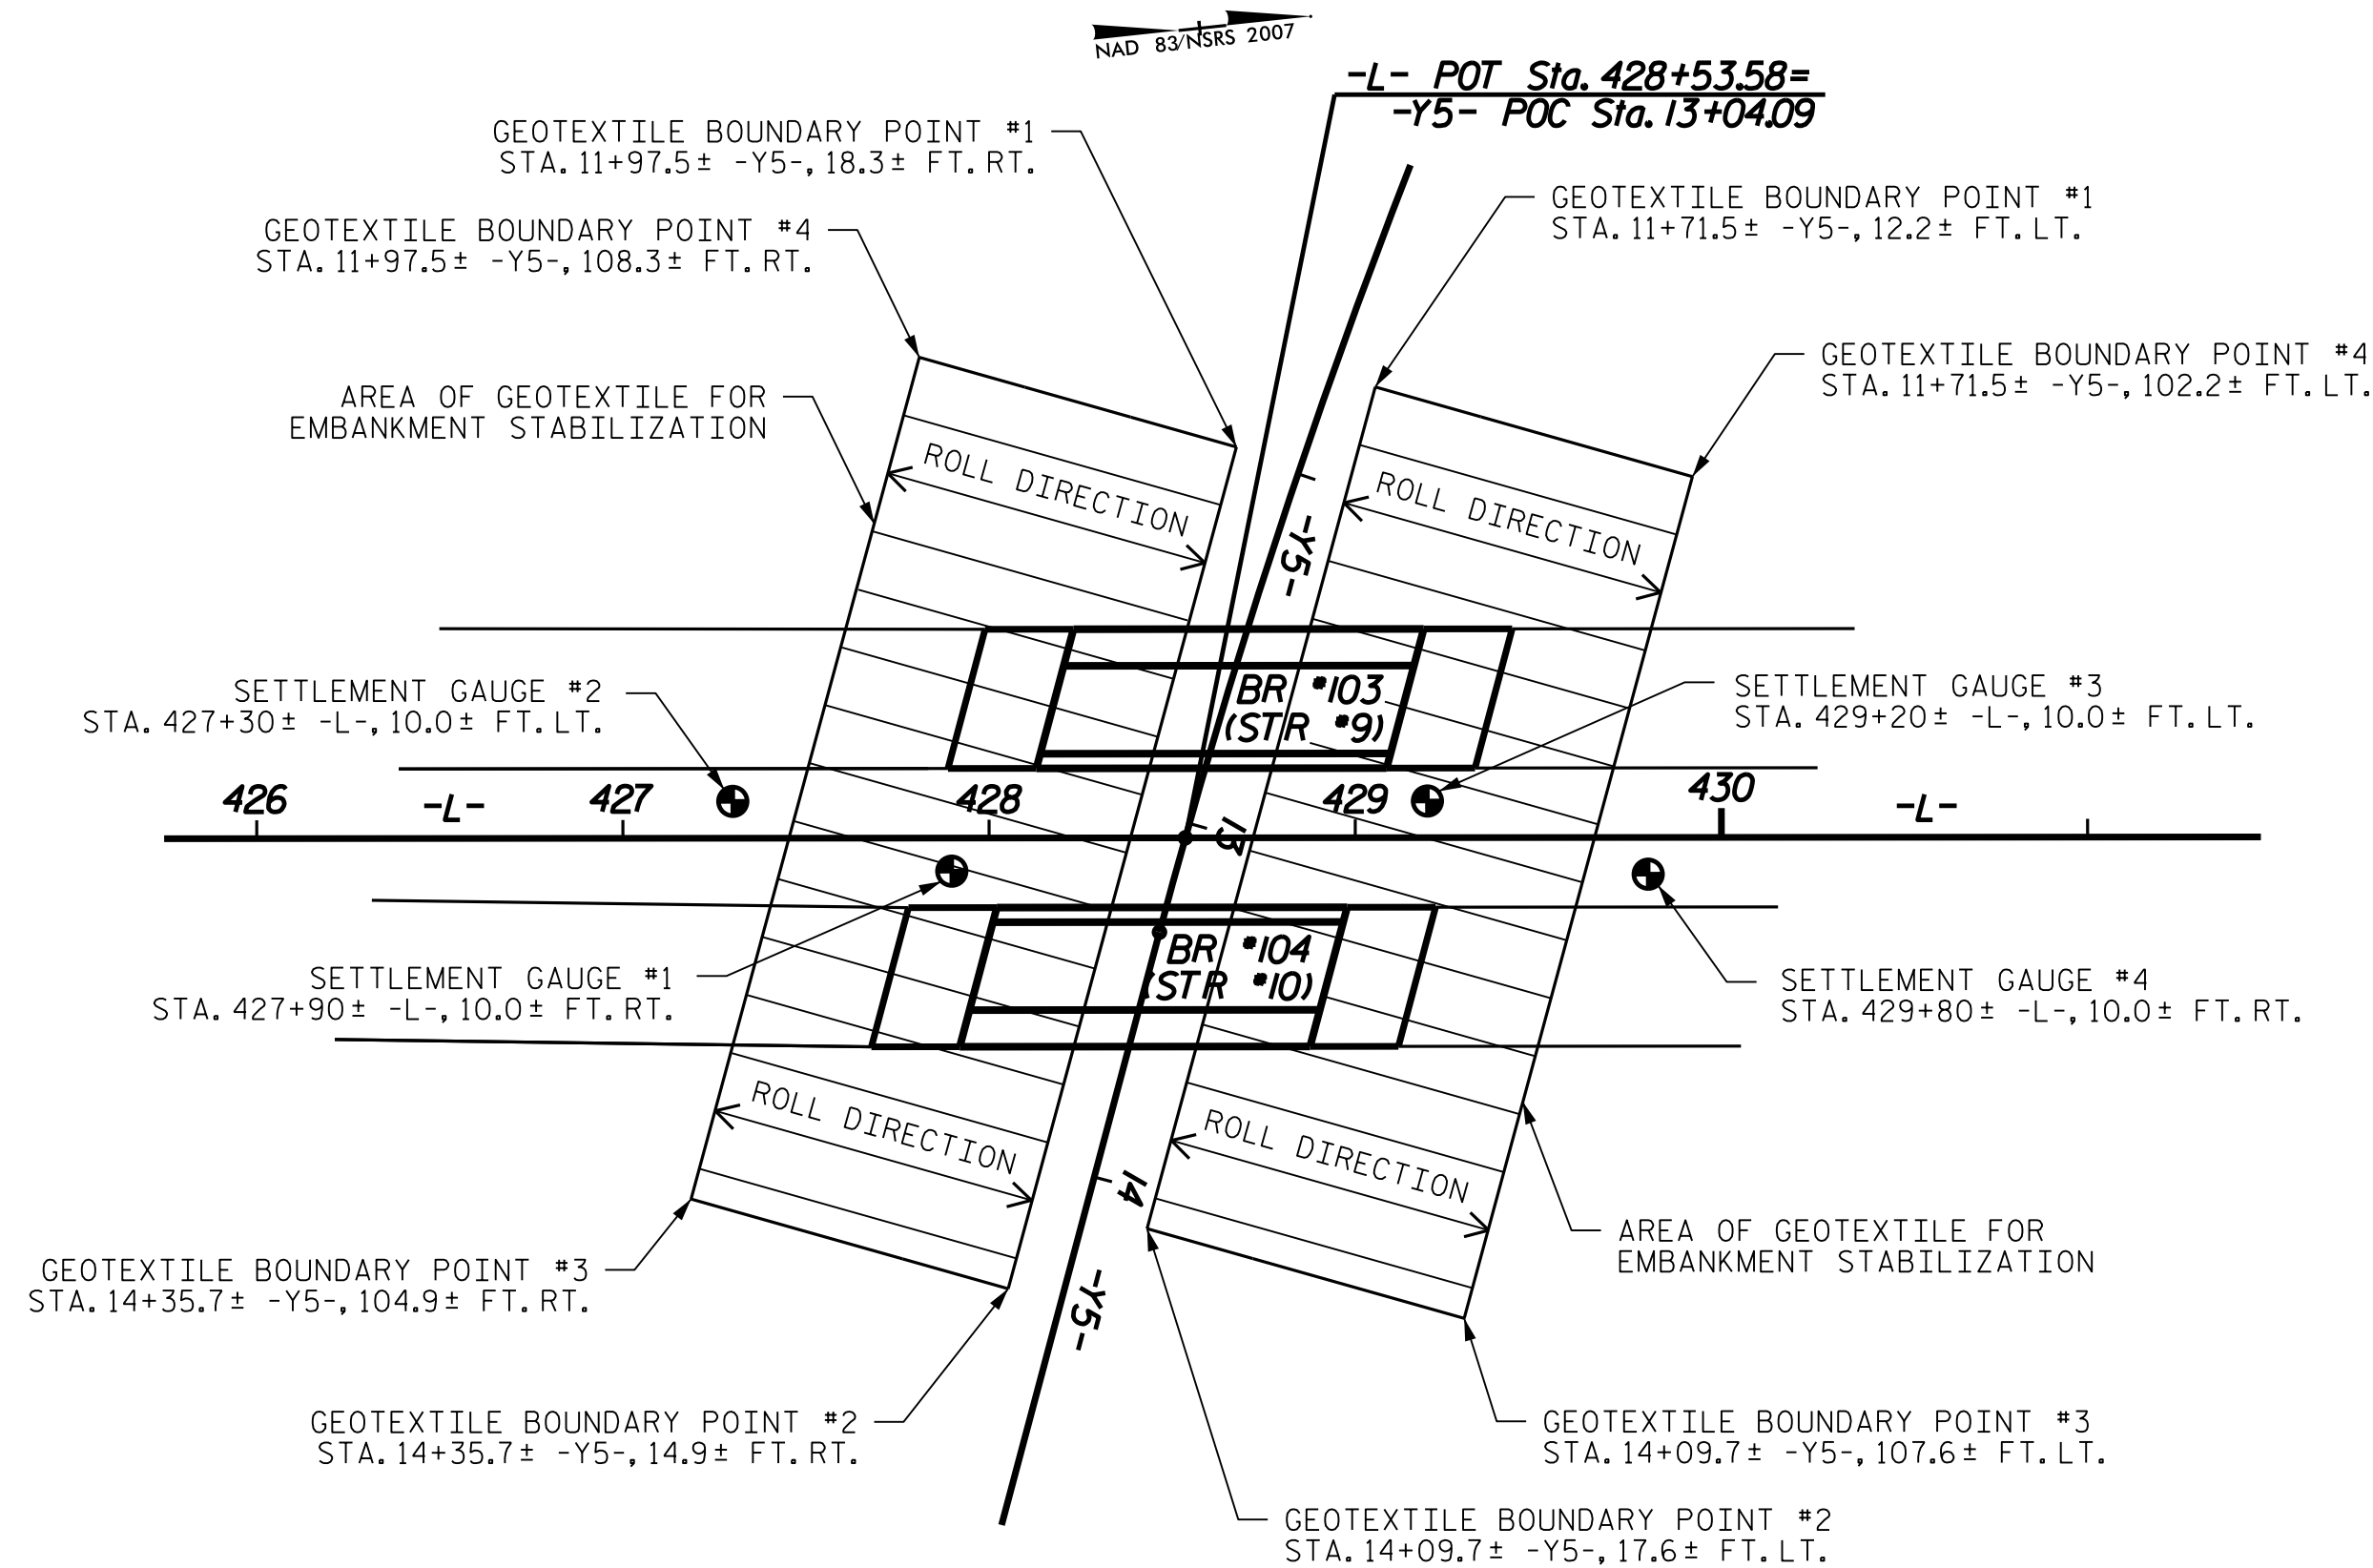 NAD 83/NSRS 2007
-L- POT Sta. 428+53.58=
-Y5- POC Sta. 13+04.09
GEOTEXTILE BOUNDARY POINT #1
STA. 11+97.5± -Y5-, 18.3± FT. RT.
GEOTEXTILE BOUNDARY POINT #1
STA. 11+71.5± -Y5-, 12.2± FT. LT.
GEOTEXTILE BOUNDARY POINT #4
STA. 11+97.5± -Y5-, 108.3± FT. RT.
GEOTEXTILE BOUNDARY POINT #4
STA. 11+71.5± -Y5-, 102.2± FT. LT.
AREA OF GEOTEXTILE FOR
EMBANKMENT STABILIZATION
ROLL DIRECTION
ROLL DIRECTION
-Y5-
SETTLEMENT GAUGE #2
STA. 427+30± -L-, 10.0± FT. LT.
BR #103
(STR #9)
SETTLEMENT GAUGE #3
STA. 429+20± -L-, 10.0± FT. LT.
426 -L- 427 428 429 430 -L-
13
BR #104
(STR #10)
SETTLEMENT GAUGE #1
STA. 427+90± -L-, 10.0± FT. RT.
SETTLEMENT GAUGE #4
STA. 429+80± -L-, 10.0± FT. RT.
ROLL DIRECTION
ROLL DIRECTION
14
AREA OF GEOTEXTILE FOR
EMBANKMENT STABILIZATION
GEOTEXTILE BOUNDARY POINT #3
STA. 14+35.7± -Y5-, 104.9± FT. RT.
-Y5-
GEOTEXTILE BOUNDARY POINT #2
STA. 14+35.7± -Y5-, 14.9± FT. RT.
GEOTEXTILE BOUNDARY POINT #3
STA. 14+09.7± -Y5-, 107.6± FT. LT.
GEOTEXTILE BOUNDARY POINT #2
STA. 14+09.7± -Y5-, 17.6± FT. LT.